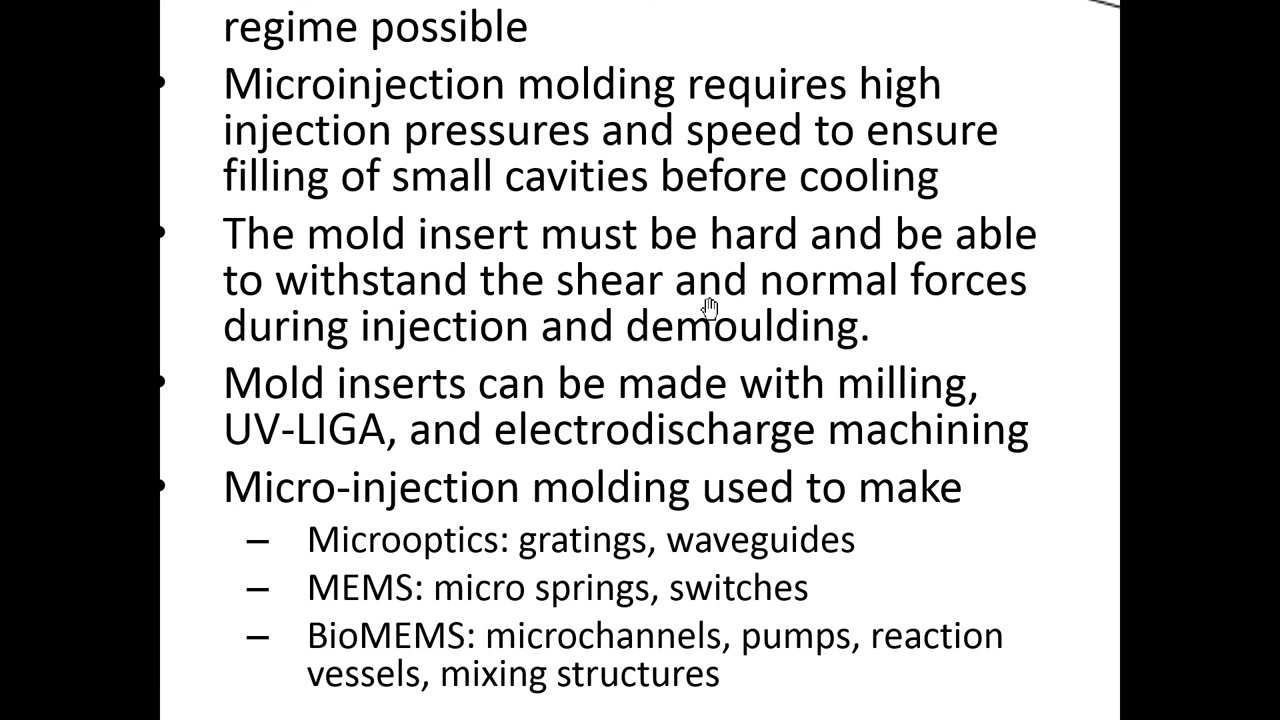 regime possible
• Microinjection molding requires high
injection pressures and speed to ensure
filling of small cavities before cooling
• The mold insert must be hard and be able
to withstand the shear and normal forces
during injection and demoulding.
• Mold inserts can be made with milling,
UV-LIGA, and electrodischarge machining
• Micro-injection molding used to make
– Microoptics: gratings, waveguides
– MEMS: micro springs, switches
– BioMEMS: microchannels, pumps, reaction
vessels, mixing structures